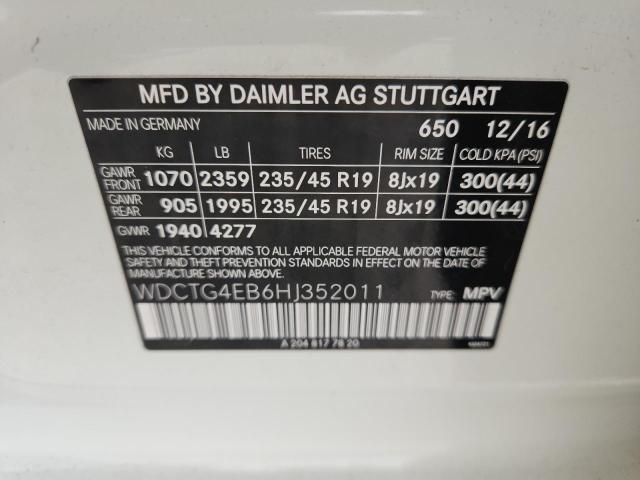 MFD BY DAIMLER AG STUTTGART
MADE IN GERMANY 650 12/16
KG LB TIRES RIM SIZE COLD KPA (PSI)
GAWR FRONT 1070 2359 235/45 R19 8Jx19 300(44)
GAWR REAR 905 1995 235/45 R19 8Jx19 300(44)
GVWR 1940 4277
THIS VEHICLE CONFORMS TO ALL APPLICABLE FEDERAL MOTOR VEHICLE
SAFETY AND THEFT PREVENTION STANDARDS IN EFFECT ON THE DATE OF
MANUFACTURE SHOWN ABOVE.
WDCTG4EB6HJ352011 TYPE: MPV
A 204 817 78 20